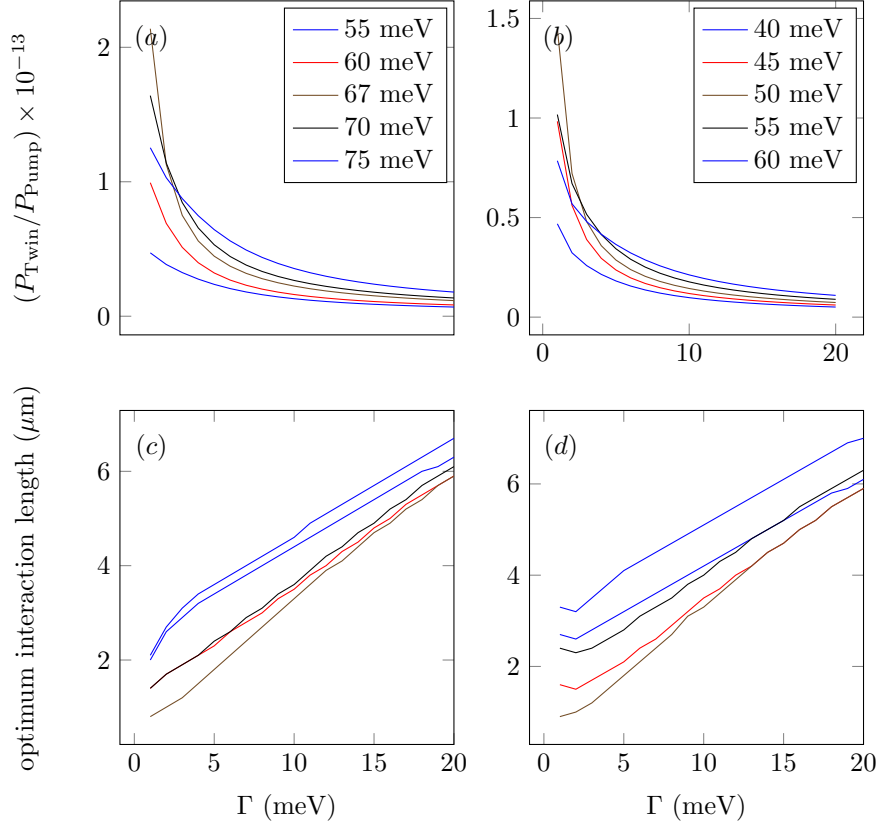 (P_Twin/P_Pump) × 10^−13
2
1
0
(a)
55 meV
60 meV
67 meV
70 meV
75 meV
1.5
1
0.5
0
0
10
20
(b)
40 meV
45 meV
50 meV
55 meV
60 meV
optimum interaction length (μm)
6
4
2
0
5
10
15
20
(c)
Γ (meV)
6
4
2
0
5
10
15
20
(d)
Γ (meV)